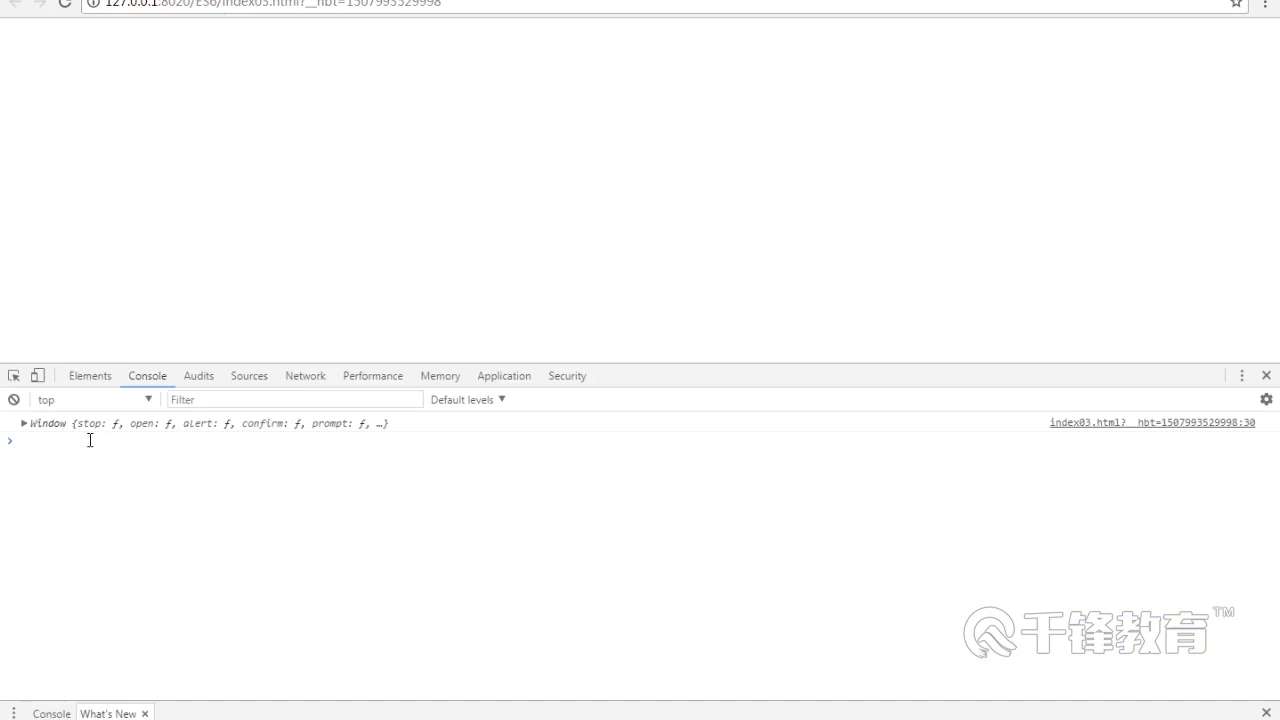 127.0.0.1:8020/ES6/index03.html?__hbt=1507993529998
Elements Console Audits Sources Network Performance Memory Application Security
top Filter Default levels
Window {stop: ƒ, open: ƒ, alert: ƒ, confirm: ƒ, prompt: ƒ, …} index03.html?__hbt=1507993529998:30
千锋教育™
Console What's New